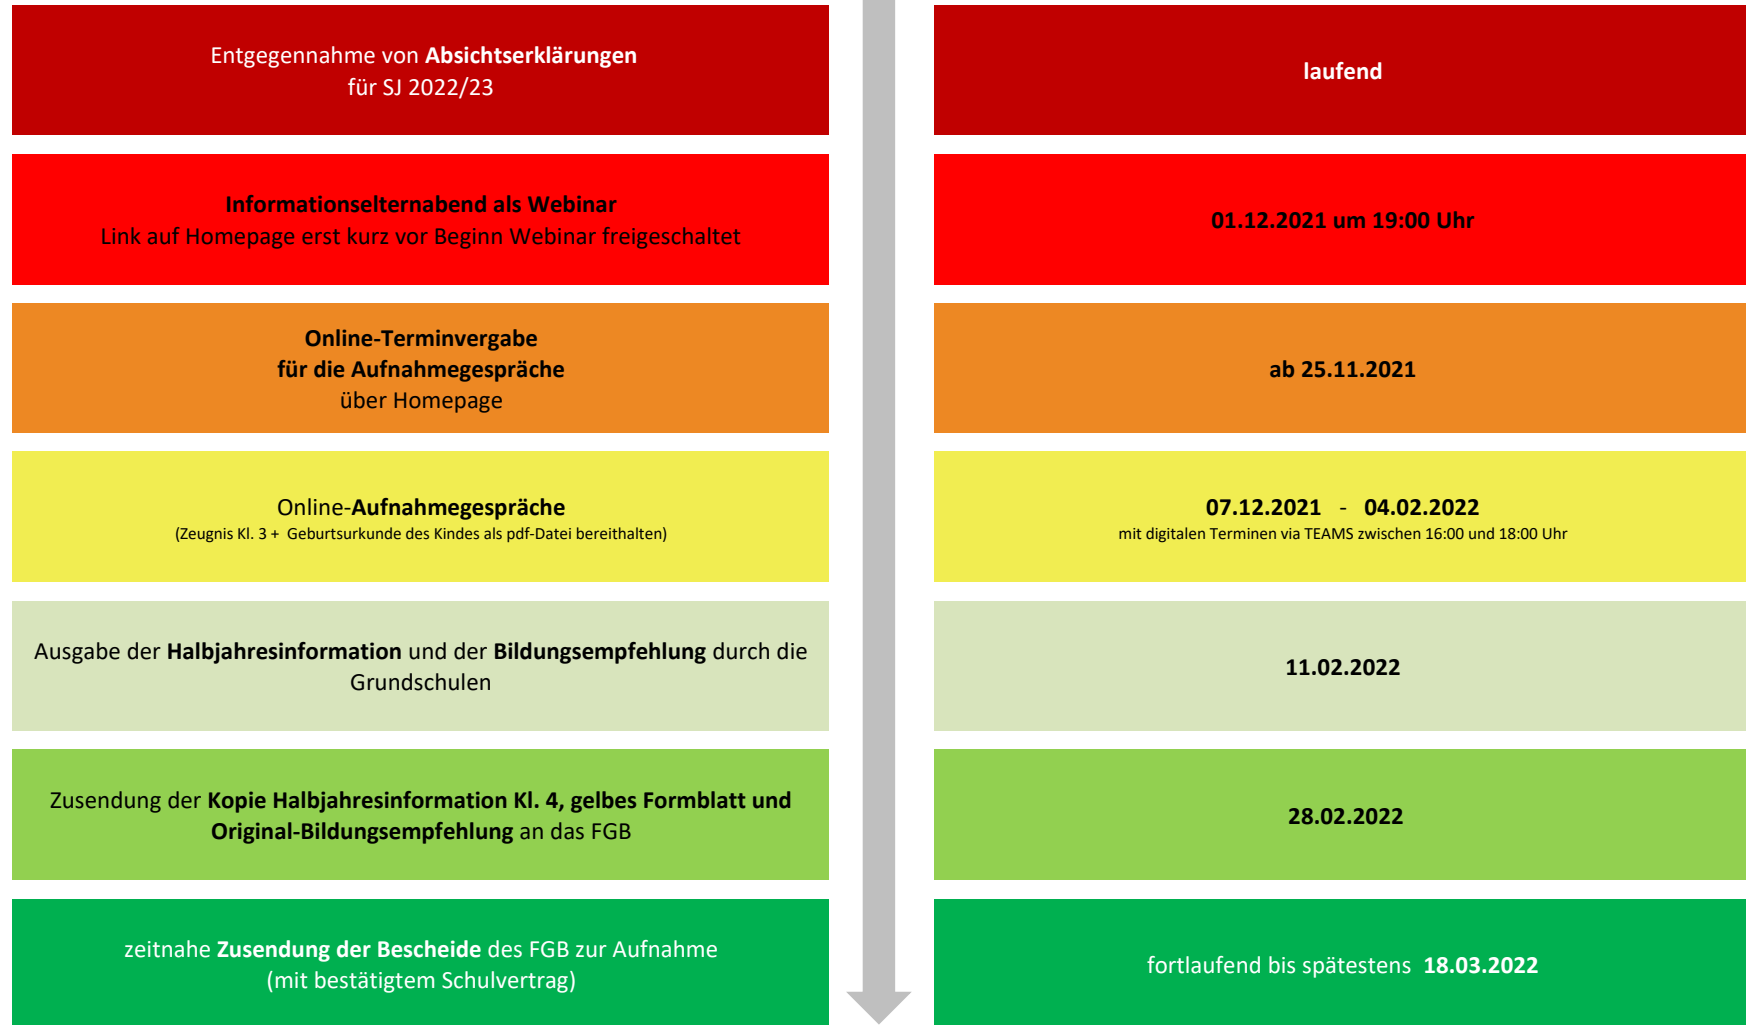 Entgegennahme von Absichtserklärungen
für SJ 2022/23
laufend
Informationselternabend als Webinar
Link auf Homepage erst kurz vor Beginn Webinar freigeschaltet
01.12.2021 um 19:00 Uhr
Online-Terminvergabe
für die Aufnahmegespräche
über Homepage
ab 25.11.2021
Online-Aufnahmegespräche
(Zeugnis Kl. 3 + Geburtsurkunde des Kindes als pdf-Datei bereithalten)
07.12.2021 - 04.02.2022
mit digitalen Terminen via TEAMS zwischen 16:00 und 18:00 Uhr
Ausgabe der Halbjahresinformation und der Bildungsempfehlung durch die
Grundschulen
11.02.2022
Zusendung der Kopie Halbjahresinformation Kl. 4, gelbes Formblatt und
Original-Bildungsempfehlung an das FGB
28.02.2022
zeitnahe Zusendung der Bescheide des FGB zur Aufnahme
(mit bestätigtem Schulvertrag)
fortlaufend bis spätestens 18.03.2022